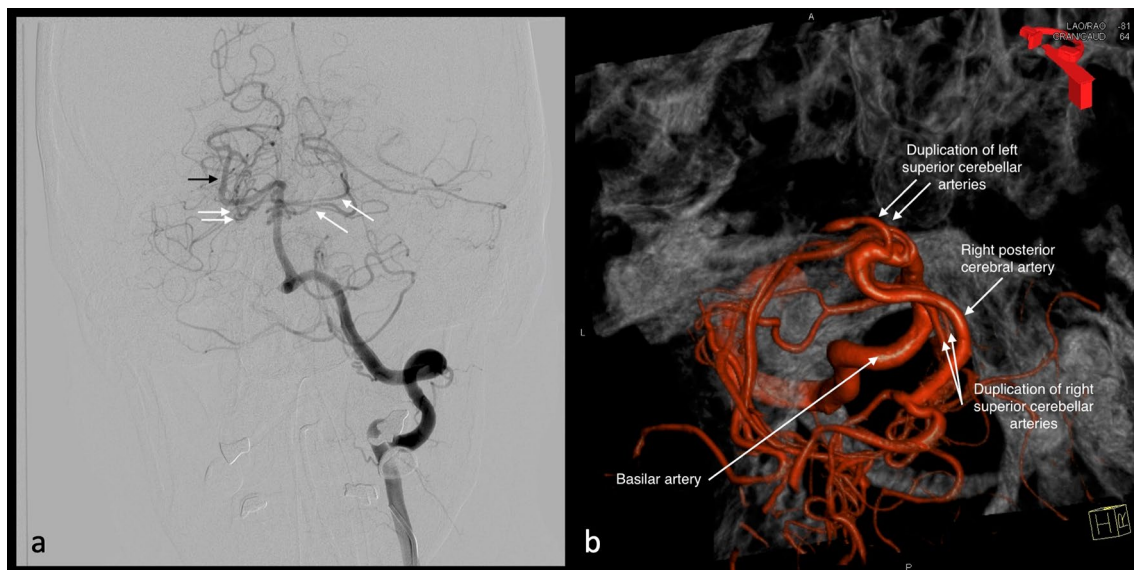 a
A
LAO/RAO -81
CRAN/CAUD 64
Duplication of left
superior cerebellar
arteries
Right posterior
cerebral artery
L
Duplication of right
superior cerebellar
arteries
Basilar artery
b
H
R
P